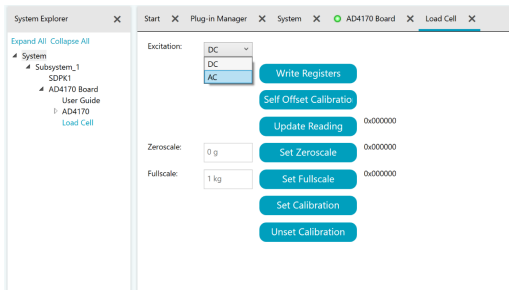 System Explorer
Expand All Collapse All
System
Subsystem_1
SDPK1
AD4170 Board
User Guide
AD4170
Load Cell
Start Plug-in Manager System AD4170 Board Load Cell
Excitation: DC
DC
AC
Write Registers
Self Offset Calibratio
Update Reading 0x000000
Zeroscale: 0 g Set Zeroscale 0x000000
Fullscale: 1 kg Set Fullscale 0x000000
Set Calibration
Unset Calibration